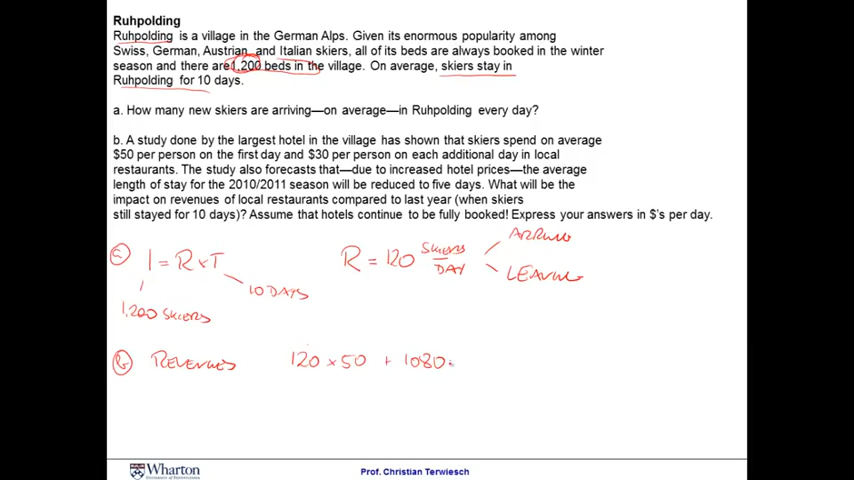 Ruhpolding
Ruhpolding is a village in the German Alps. Given its enormous popularity among
Swiss, German, Austrian, and Italian skiers, all of its beds are always booked in the winter
season and there are 1,200 beds in the village. On average, skiers stay in
Ruhpolding for 10 days.
a. How many new skiers are arriving—on average—in Ruhpolding every day?
b. A study done by the largest hotel in the village has shown that skiers spend on average
$50 per person on the first day and $30 per person on each additional day in local
restaurants. The study also forecasts that—due to increased hotel prices—the average
length of stay for the 2010/2011 season will be reduced to five days. What will be the
impact on revenues of local restaurants compared to last year (when skiers
still stayed for 10 days)? Assume that hotels continue to be fully booked! Express your answers in $'s per day.
a I = R x T
1,200 SKIERS
10 DAYS
R = 120 SKIERS
DAY
ARRIVING
LEAVING
b REVENUES 120 x 50 + 1080
Wharton
Prof. Christian Terwiesch